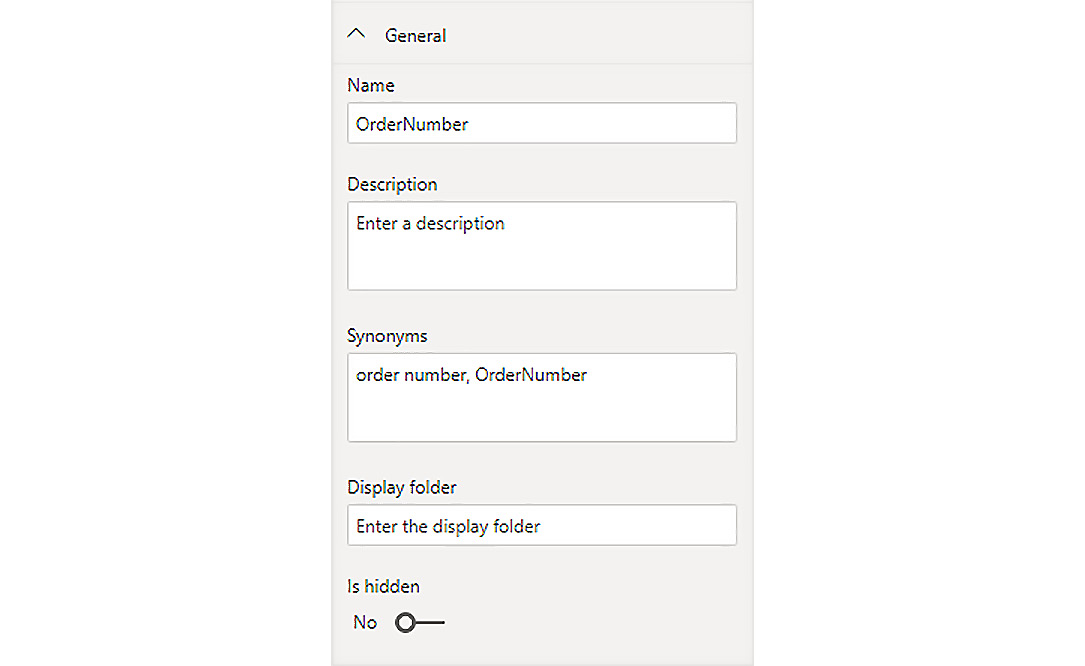 General
Name
OrderNumber
Description
Enter a description
Synonyms
order number, OrderNumber
Display folder
Enter the display folder
Is hidden
No